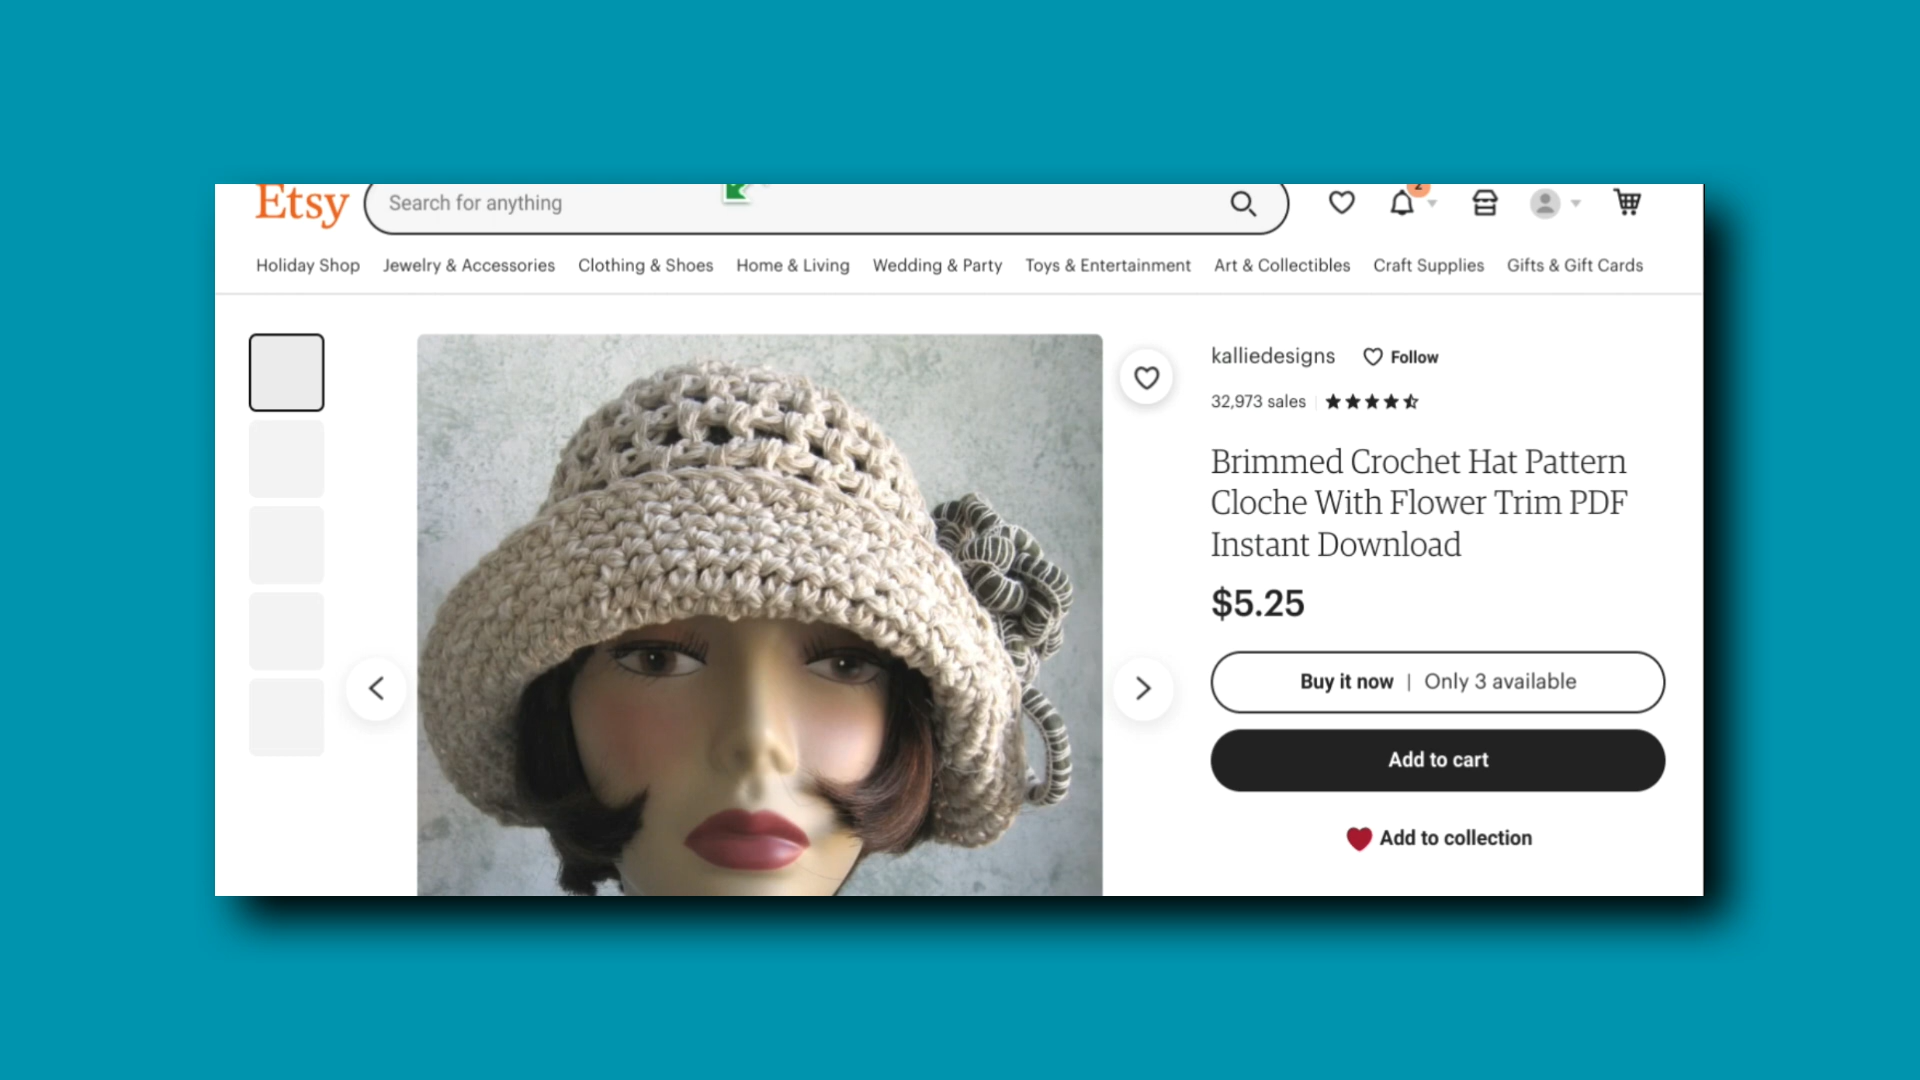 Etsy
Search for anything
2
Holiday Shop Jewelry & Accessories Clothing & Shoes Home & Living Wedding & Party Toys & Entertainment Art & Collectibles Craft Supplies Gifts & Gift Cards
kalliedesigns Follow
32,973 sales
Brimmed Crochet Hat Pattern
Cloche With Flower Trim PDF
Instant Download
$5.25
Buy it now | Only 3 available
Add to cart
Add to collection